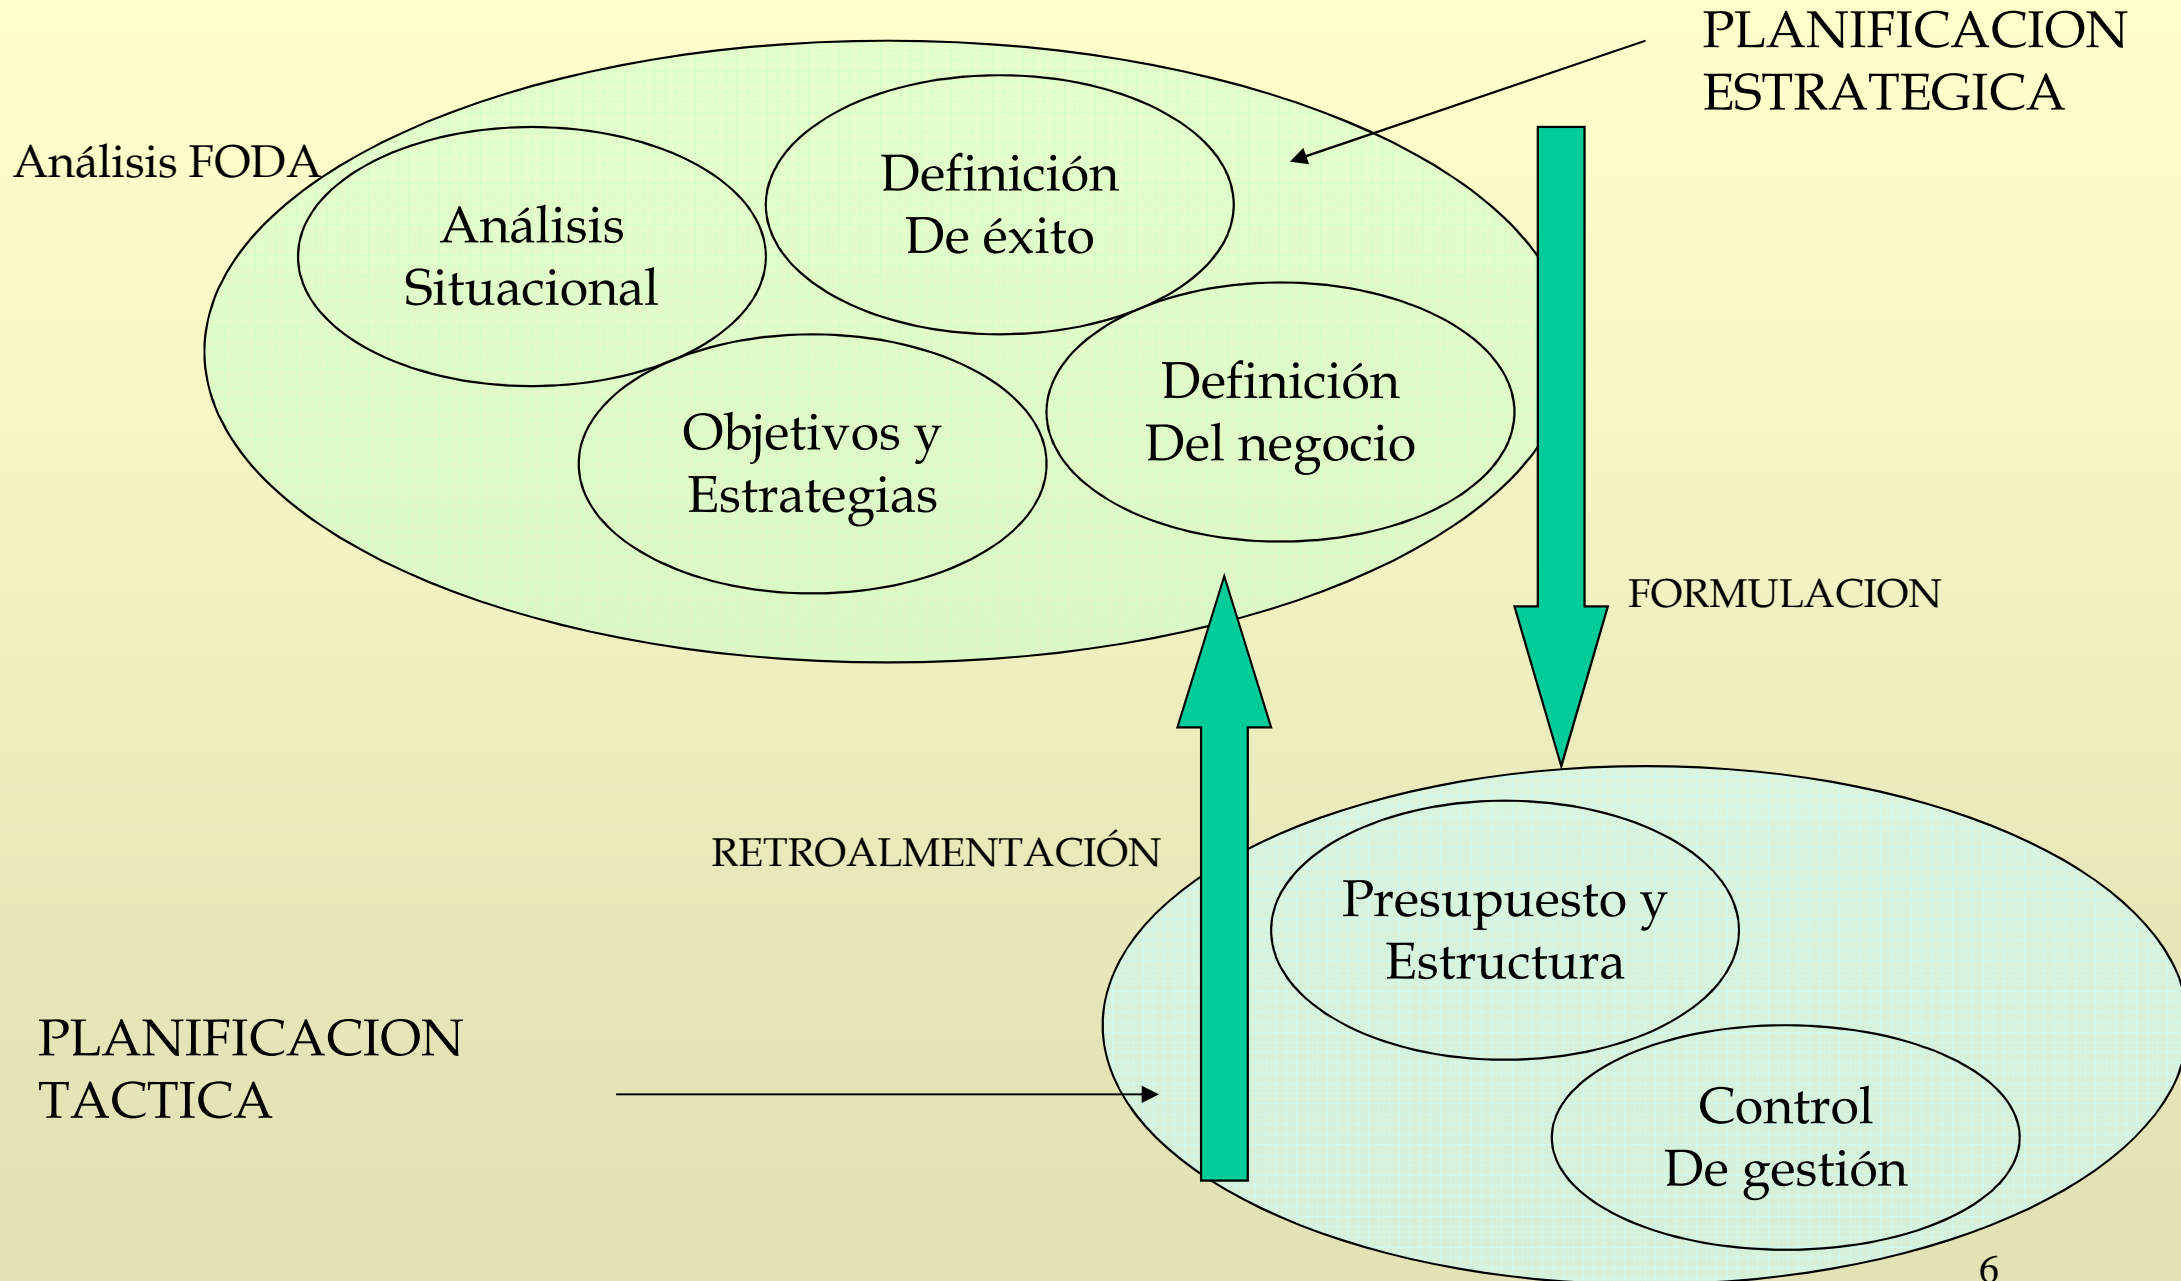 PLANIFICACION
ESTRATEGICA
Análisis FODA
Análisis
Situacional
Definición
De éxito
Objetivos y
Estrategias
Definición
Del negocio
FORMULACION
RETROALMENTACIÓN
Presupuesto y
Estructura
PLANIFICACION
TACTICA
Control
De gestión
6